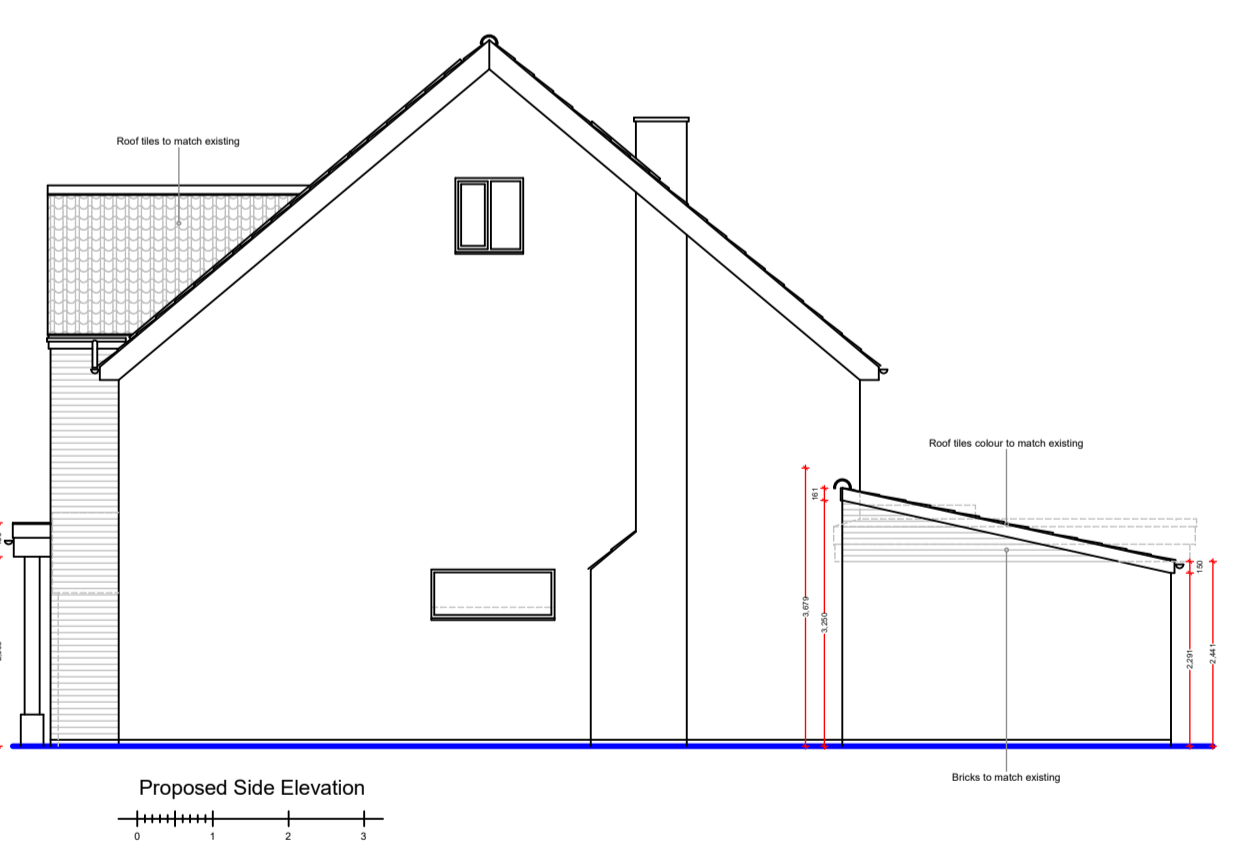 Roof tiles to match existing
Roof tiles colour to match existing
161
3,679
3,250
150
2,291
2,441
Bricks to match existing
Proposed Side Elevation
0 1 2 3